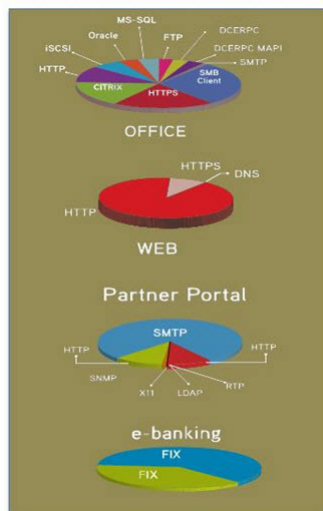 MS-SQL
Oracle
FTP
DCERPC
iSCSI
DCERPC MAPI
HTTP
SMTP
SMB
Client
CITRIX
HTTPS
OFFICE
HTTPS
DNS
HTTP
WEB
Partner Portal
SMTP
HTTP
HTTP
SNMP
RTP
X11
LDAP
e-banking
FIX
FIX